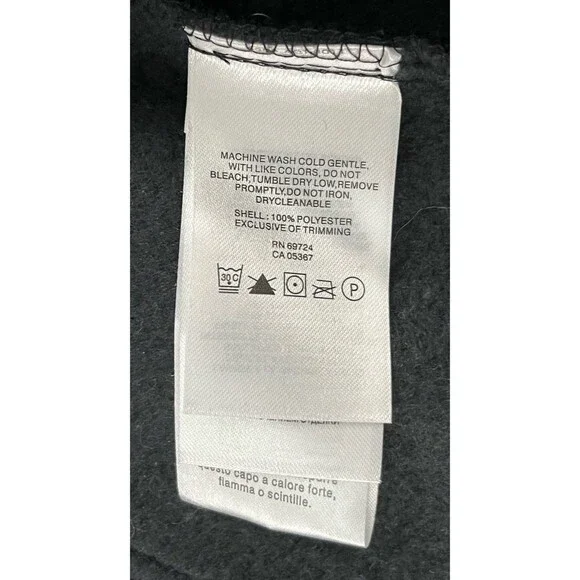 MACHINE WASH COLD GENTLE,
WITH LIKE COLORS, DO NOT
BLEACH,TUMBLE DRY LOW,REMOVE
PROMPTLY,DO NOT IRON,
DRYCLEANABLE
SHELL: 100% POLYESTER
EXCLUSIVE OF TRIMMING
RN 69724
CA 05367
30 C P
questo capo a calore forte,
fiamma o scintille.